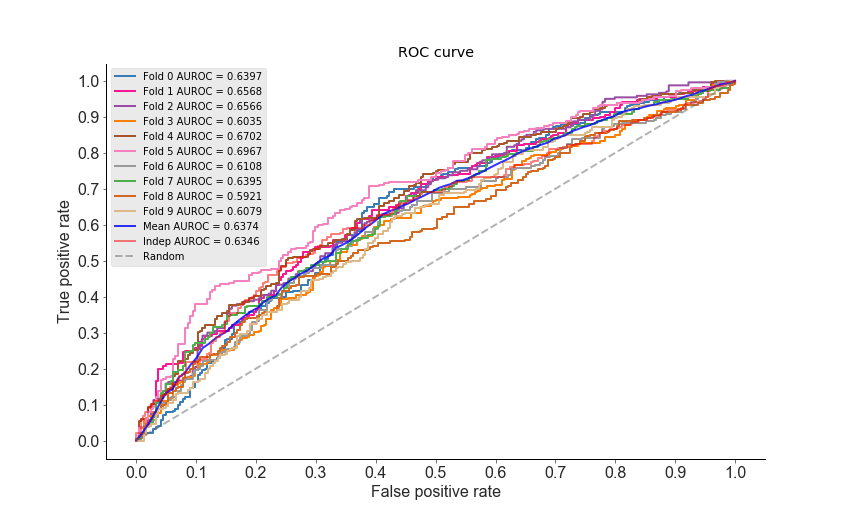 ROC curve
Fold 0 AUROC = 0.6397
Fold 1 AUROC = 0.6568
Fold 2 AUROC = 0.6566
Fold 3 AUROC = 0.6035
Fold 4 AUROC = 0.6702
Fold 5 AUROC = 0.6967
Fold 6 AUROC = 0.6108
Fold 7 AUROC = 0.6395
Fold 8 AUROC = 0.5921
Fold 9 AUROC = 0.6079
Mean AUROC = 0.6374
Indep AUROC = 0.6346
Random
True positive rate
1.0
0.9
0.8
0.7
0.6
0.5
0.4
0.3
0.2
0.1
0.0
0.0 0.1 0.2 0.3 0.4 0.5 0.6 0.7 0.8 0.9 1.0
False positive rate